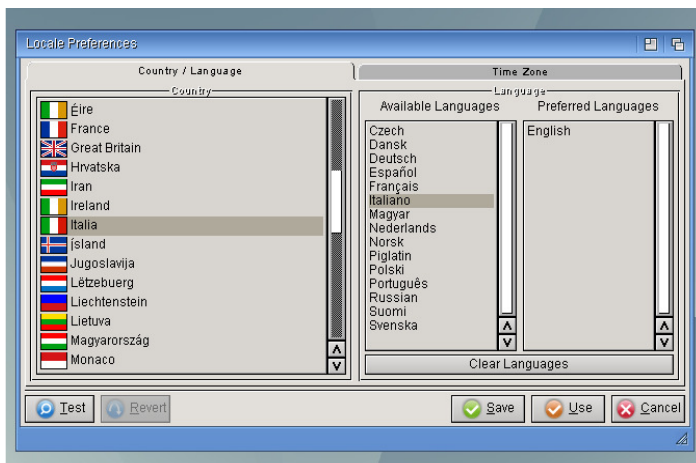 Locale Preferences
Country / Language
Time Zone
Country
Éire
France
Great Britain
Hrvatska
Iran
Ireland
Italia
Ísland
Jugoslavija
Lëtzebuerg
Liechtenstein
Lietuva
Magyarország
Monaco
Language
Available Languages
Preferred Languages
Czech
Dansk
Deutsch
Español
Français
Italiano
Magyar
Nederlands
Norsk
Piglatin
Polski
Português
Russian
Suomi
Svenska
English
Clear Languages
Test
Revert
Save
Use
Cancel